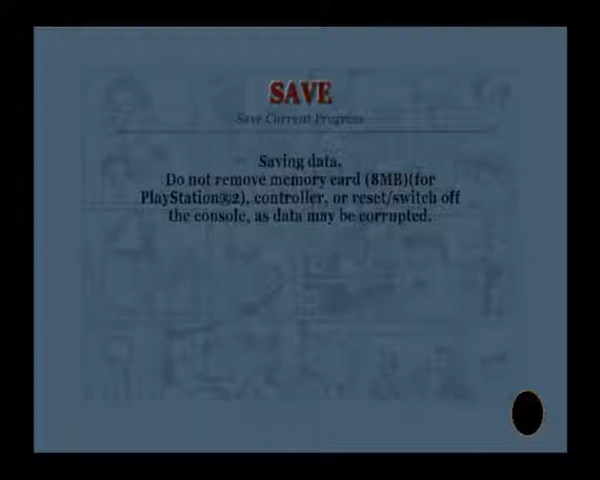 SAVE
Save Current Progress
Saving data.
Do not remove memory card (8MB)(for
PlayStation®2), controller, or reset/switch off
the console, as data may be corrupted.